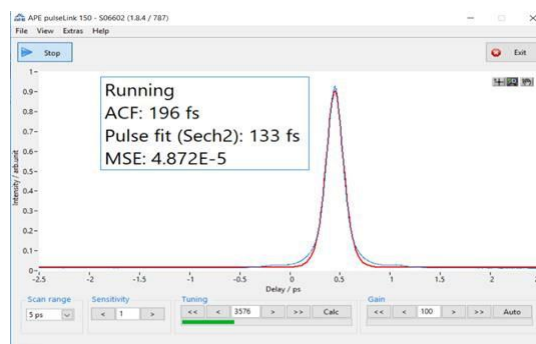 APE pulseLink 150 - S06602 (1.8.4 / 787)
File View Extras Help
Stop
Exit
Running
ACF: 196 fs
Pulse fit (Sech2): 133 fs
MSE: 4.872E-5
Intensity / arb.unit
1-
0.9-
0.8-
0.7-
0.6-
0.5-
0.4-
0.3-
0.2-
0.1-
0-
-2.5 -2 -1.5 -1 -0.5 0 0.5 1 1.5 2 2.5
Delay / ps
Scan range Sensitivity Tuning Gain
5 ps < 1 > << < 3576 > >> Calc << < 100 > >> Auto